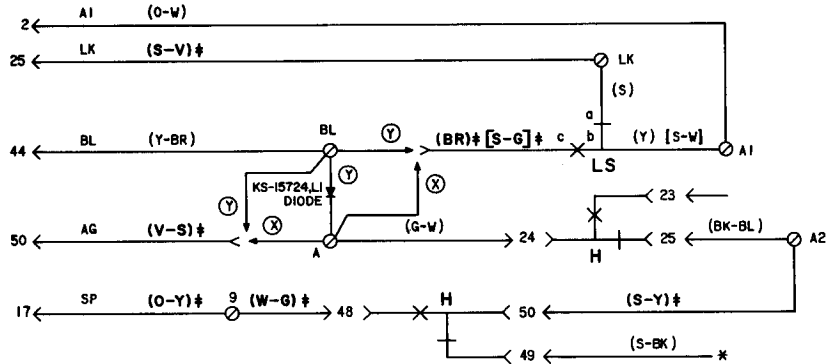 2 A1 (O-W)
25 LK (S-V)‡ LK
(S)
a
44 BL (Y-BR) BL Ⓨ (BR)‡ [S-G]‡ c b (Y) [S-W] A1
LS
Ⓨ KS-15724,L1 DIODE Ⓨ Ⓧ
23
50 AG (V-S)‡ Ⓧ A (G-W) 24 H 25 (BK-BL) A2
17 SP (O-Y)‡ 9 (W-G)‡ 48 H 50 (S-Y)‡
49 (S-BK) *